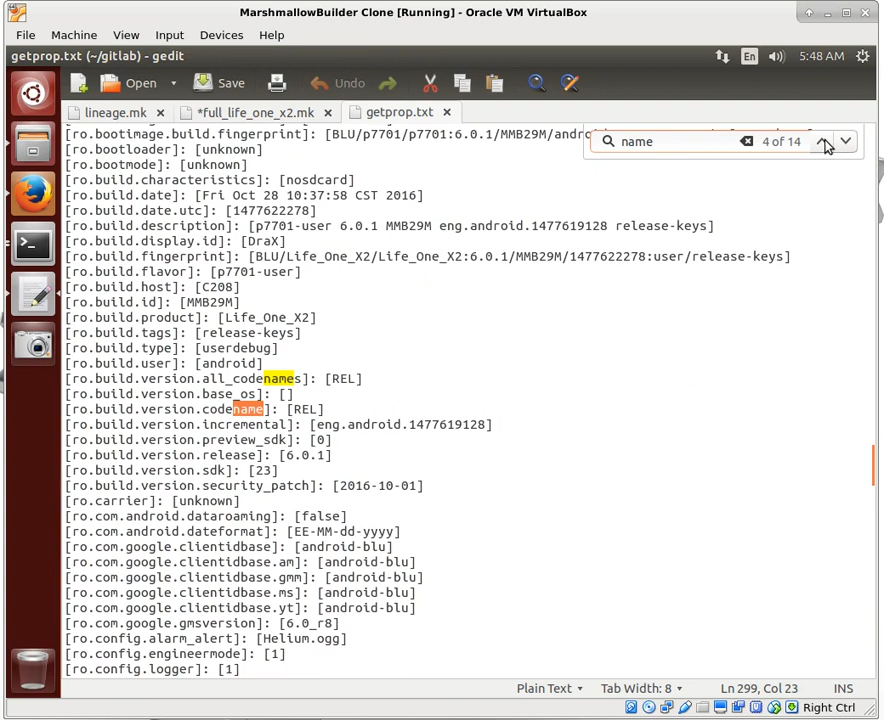 MarshmallowBuilder Clone [Running] - Oracle VM VirtualBox
File Machine View Input Devices Help
getprop.txt (~/gitlab) - gedit En 5:48 AM
Open Save Undo
lineage.mk × *full_life_one_x2.mk × getprop.txt ×
name 4 of 14
[ro.bootimage.build.fingerprint]: [BLU/p7701/p7701:6.0.1/MMB29M/andr
[ro.bootloader]: [unknown]
[ro.bootmode]: [unknown]
[ro.build.characteristics]: [nosdcard]
[ro.build.date]: [Fri Oct 28 10:37:58 CST 2016]
[ro.build.date.utc]: [1477622278]
[ro.build.description]: [p7701-user 6.0.1 MMB29M eng.android.1477619128 release-keys]
[ro.build.display.id]: [DraX]
[ro.build.fingerprint]: [BLU/Life_One_X2/Life_One_X2:6.0.1/MMB29M/1477622278:user/release-keys]
[ro.build.flavor]: [p7701-user]
[ro.build.host]: [C208]
[ro.build.id]: [MMB29M]
[ro.build.product]: [Life_One_X2]
[ro.build.tags]: [release-keys]
[ro.build.type]: [userdebug]
[ro.build.user]: [android]
[ro.build.version.all_codenames]: [REL]
[ro.build.version.base_os]: []
[ro.build.version.codename]: [REL]
[ro.build.version.incremental]: [eng.android.1477619128]
[ro.build.version.preview_sdk]: [0]
[ro.build.version.release]: [6.0.1]
[ro.build.version.sdk]: [23]
[ro.build.version.security_patch]: [2016-10-01]
[ro.carrier]: [unknown]
[ro.com.android.dataroaming]: [false]
[ro.com.android.dateformat]: [EE-MM-dd-yyyy]
[ro.com.google.clientidbase]: [android-blu]
[ro.com.google.clientidbase.am]: [android-blu]
[ro.com.google.clientidbase.gmm]: [android-blu]
[ro.com.google.clientidbase.ms]: [android-blu]
[ro.com.google.clientidbase.yt]: [android-blu]
[ro.com.google.gmsversion]: [6.0_r8]
[ro.config.alarm_alert]: [Helium.ogg]
[ro.config.engineermode]: [1]
[ro.config.logger]: [1]
Plain Text Tab Width: 8 Ln 299, Col 23 INS
Right Ctrl